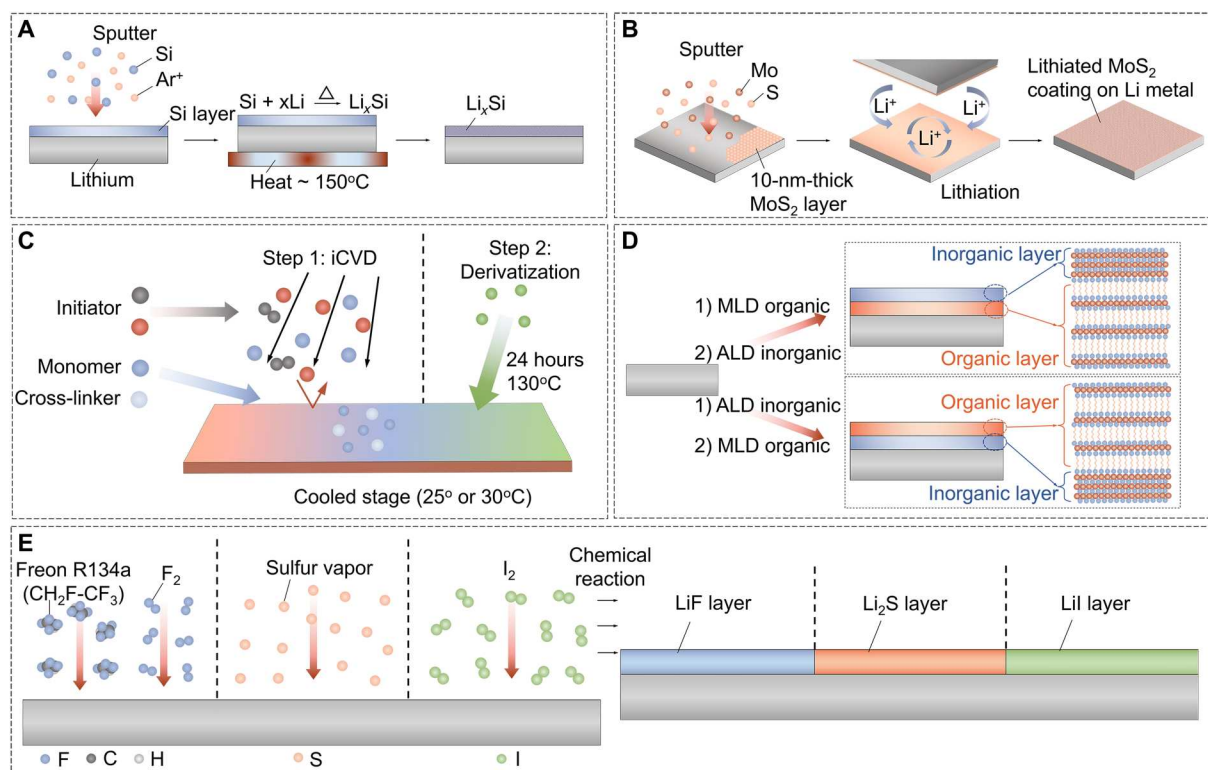 A
Sputter
Si
Ar⁺
Si layer
Lithium
Si + xLi △→ LiₓSi
Heat ~ 150°C
LiₓSi
B
Sputter
Mo
S
10-nm-thick
MoS₂ layer
Li⁺
Li⁺
Li⁺
Lithiation
Lithiated MoS₂
coating on Li metal
C
Step 1: iCVD
Step 2:
Derivatization
Initiator
Monomer
Cross-linker
24 hours
130°C
Cooled stage (25° or 30°C)
D
1) MLD organic
2) ALD inorganic
Inorganic layer
Organic layer
1) ALD inorganic
2) MLD organic
Organic layer
Inorganic layer
E
Freon R134a
(CH₂F-CF₃)
F₂
Sulfur vapor
I₂
Chemical
reaction
LiF layer
Li₂S layer
LiI layer
F
C
H
S
I